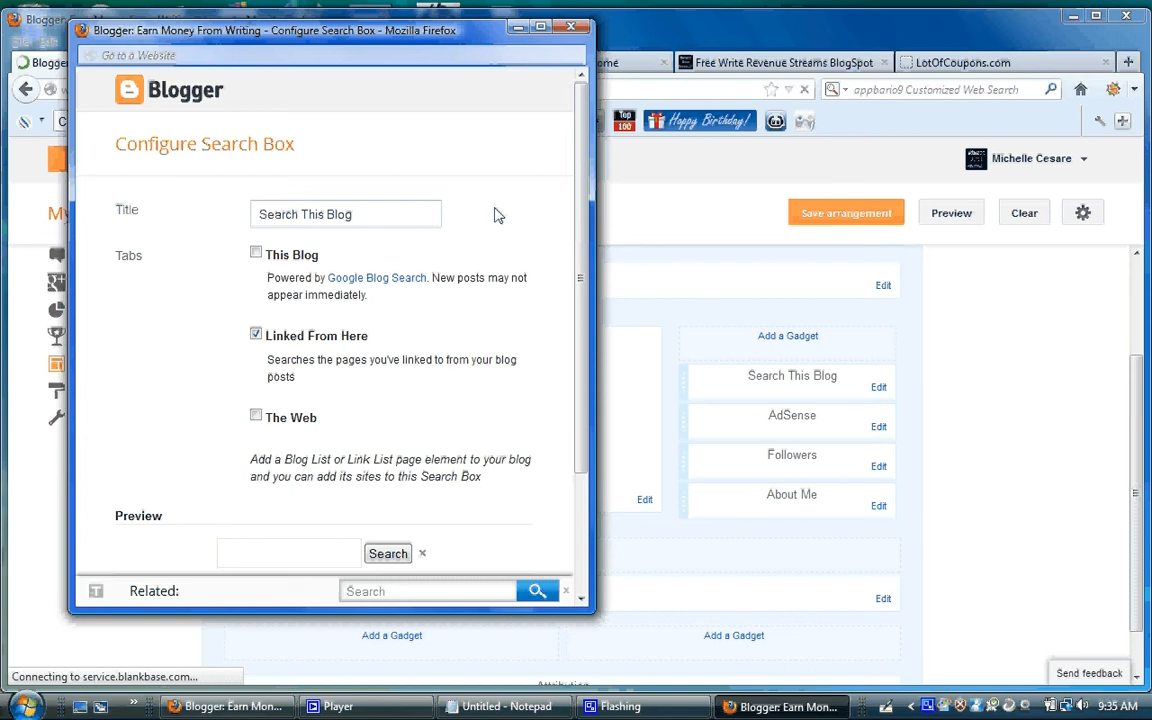 Blogger
Blogger: Earn Money From Writing - Configure Search Box - Mozilla Firefox
Go to a Website
Blogger
Configure Search Box
Title
Search This Blog
Tabs
This Blog
Powered by Google Blog Search. New posts may not
appear immediately.
Linked From Here
Searches the pages you've linked to from your blog
posts
The Web
Add a Blog List or Link List page element to your blog
and you can add its sites to this Search Box
Preview
Search
Related:
Search
Blogger
ome
Free Write Revenue Streams BlogSpot
LotOfCoupons.com
appbario9 Customized Web Search
Top
100
Happy Birthday!
Michelle Cesare
My
Save arrangement
Preview
Clear
Edit
Add a Gadget
Search This Blog
Edit
AdSense
Edit
Followers
Edit
About Me
Edit
Edit
Edit
Add a Gadget
Add a Gadget
Attribution
Send feedback
Connecting to service.blankbase.com...
Blogger: Earn Mon...
Player
Untitled - Notepad
Flashing
Blogger: Earn Mon...
9:35 AM